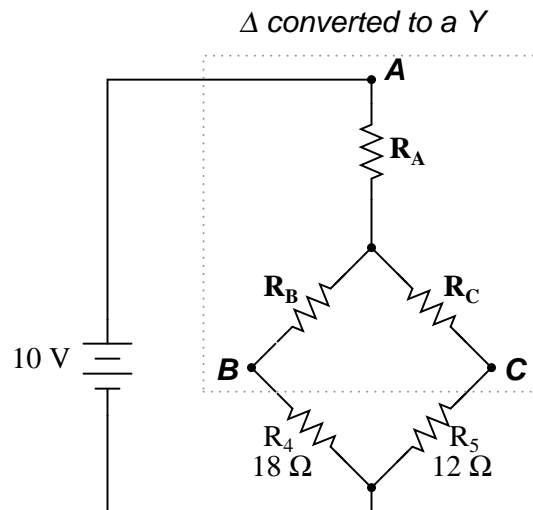 Δ converted to a Y
A
R_A
R_B R_C
10 V
B C
R_4 R_5
18 Ω 12 Ω